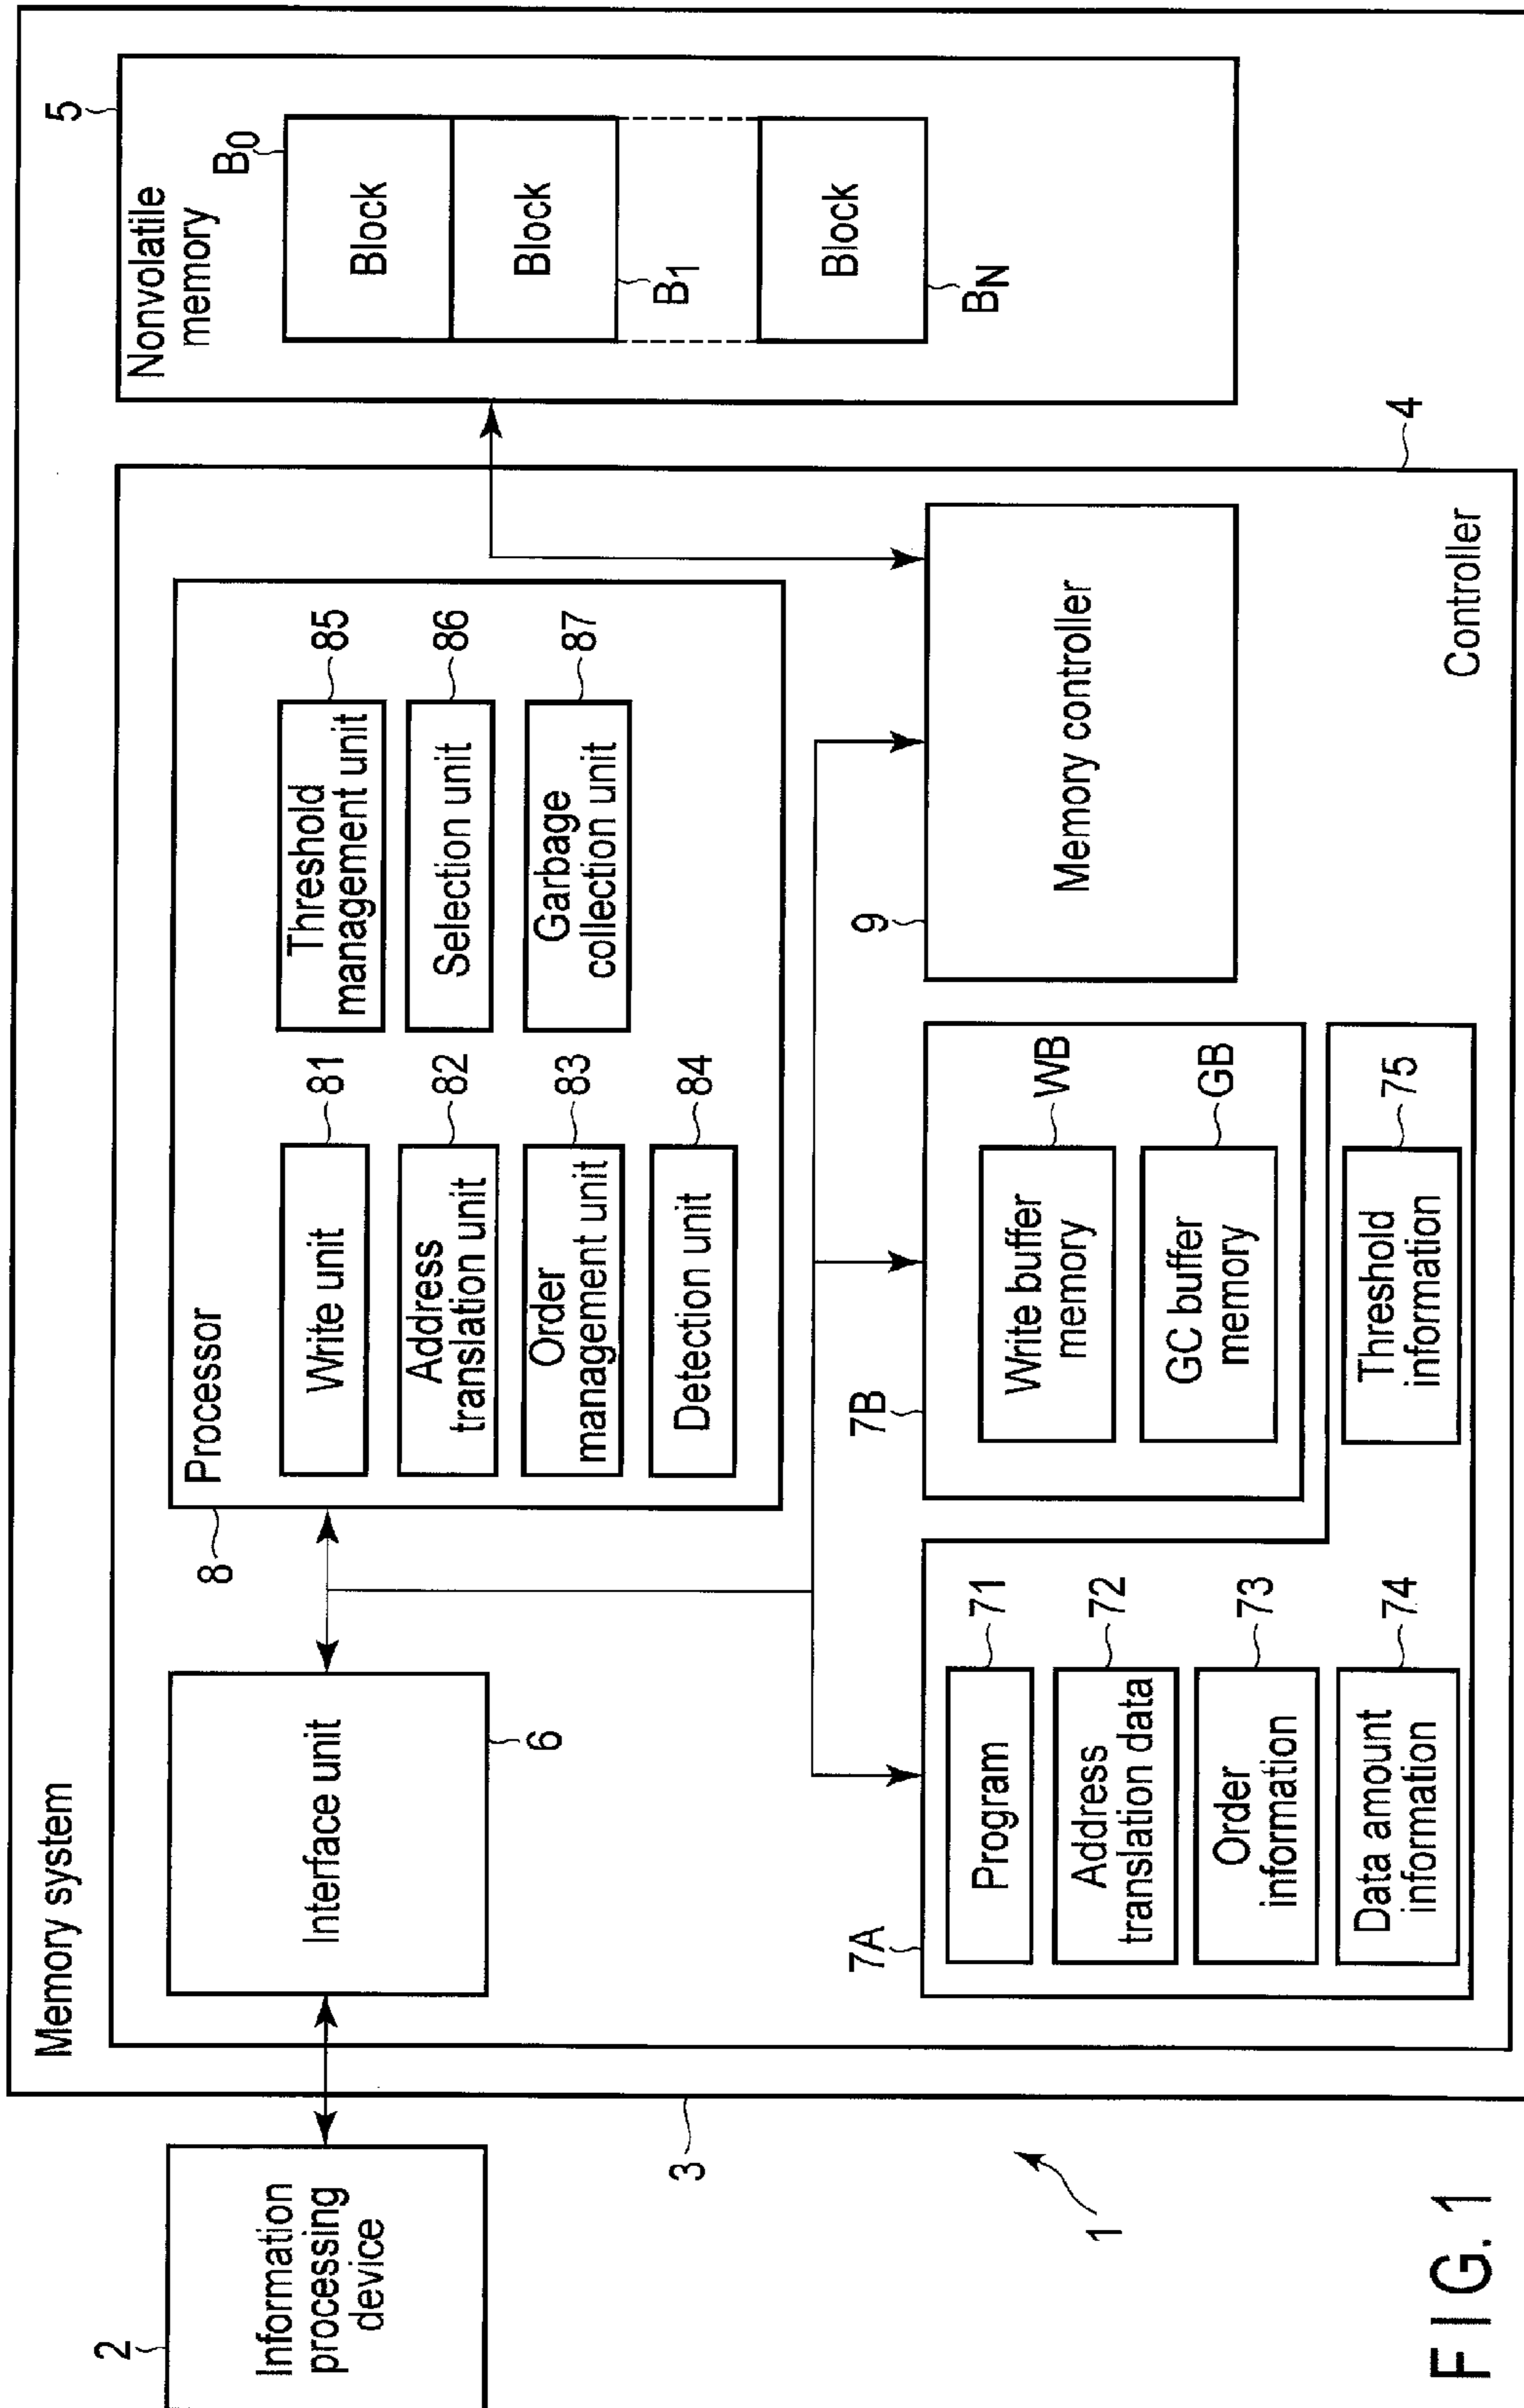 Memory system
5
Nonvolatile
memory
B0
Block
Block
B1
Block
BN
2
Information
processing
device
3
1
Interface unit
6
8
Processor
Write unit
81
Address
translation unit
82
Order
management unit
83
Detection unit
84
Threshold
management unit
85
Selection unit
86
Garbage
collection unit
87
7A
Program
71
Address
translation data
72
Order
information
73
Data amount
information
74
7B
Write buffer
memory
WB
GC buffer
memory
GB
Threshold
information
75
9
Memory controller
Controller
4
FIG. 1